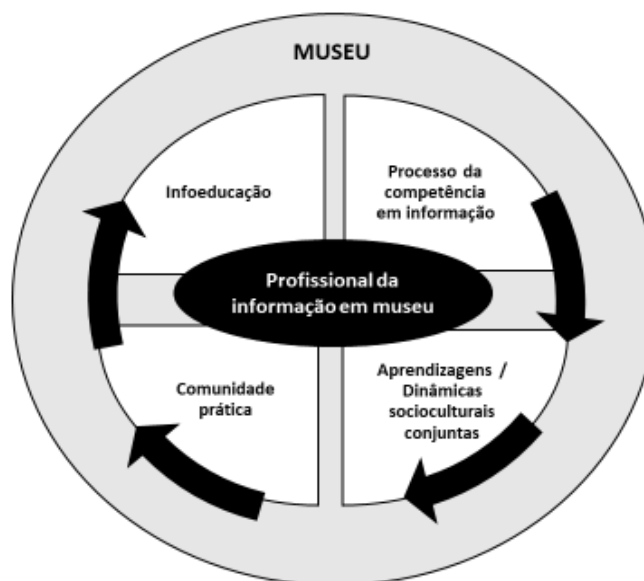 MUSEU
Infoeducação
Processo da
competência
em informação
Profissional da
informação em museu
Comunidade
prática
Aprendizagens /
Dinâmicas
socioculturais
conjuntas